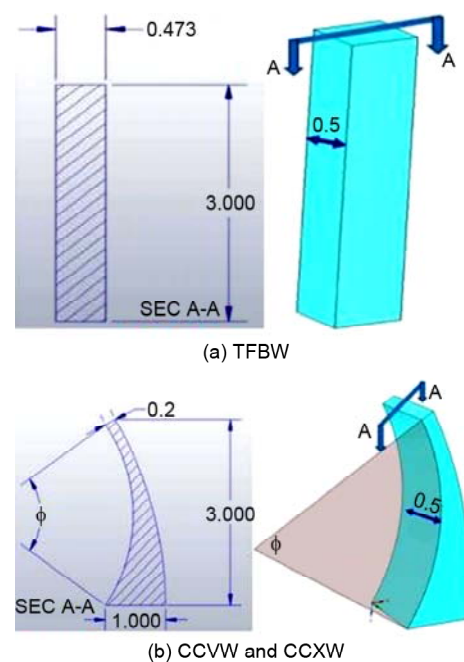 0.473
A
A
0.5
3.000
SEC A-A
(a) TFBW
0.2
A
A
ϕ
3.000
0.5
ϕ
SEC A-A
1.000
(b) CCVW and CCXW